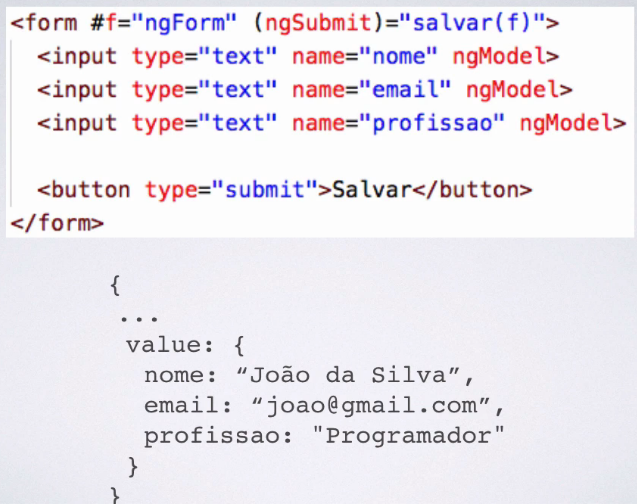 <form #f="ngForm" (ngSubmit)="salvar(f)">
<input type="text" name="nome" ngModel>
<input type="text" name="email" ngModel>
<input type="text" name="profissao" ngModel>
<button type="submit">Salvar</button>
</form>
{
...
value: {
nome: “João da Silva”,
email: “joao@gmail.com”,
profissao: "Programador"
}
}